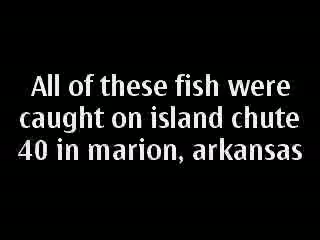 All of these fish were
caught on island chute
40 in marion, arkansas